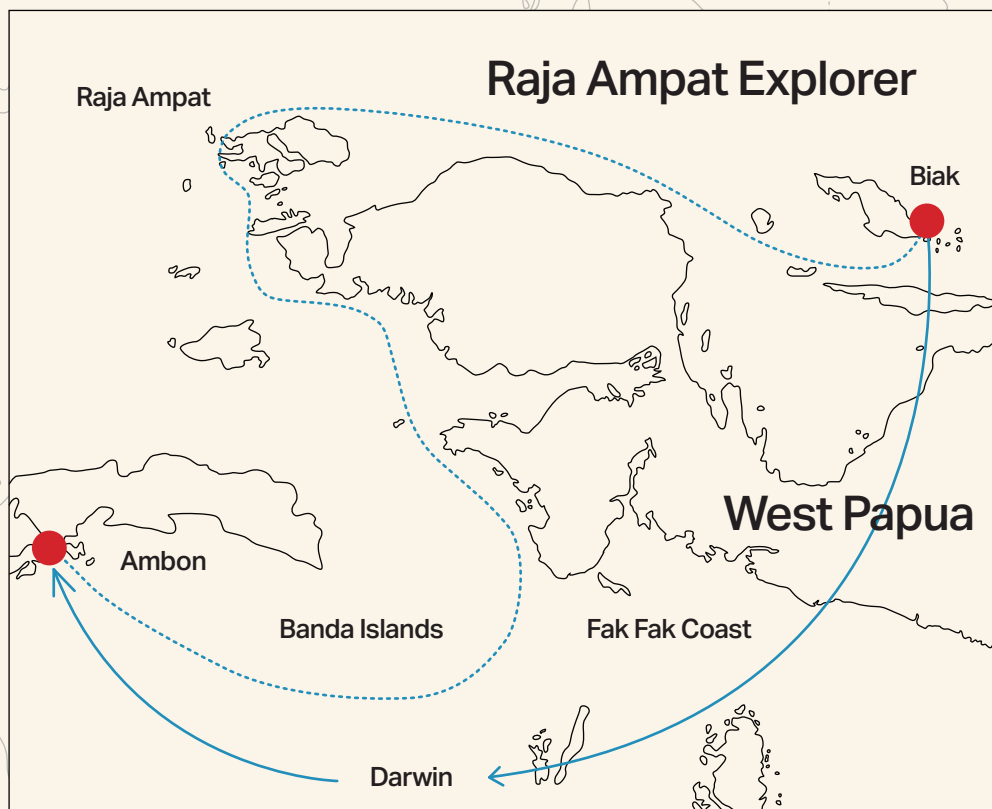 Raja Ampat Explorer
Raja Ampat
Biak
West Papua
Ambon
Banda Islands
Fak Fak Coast
Darwin